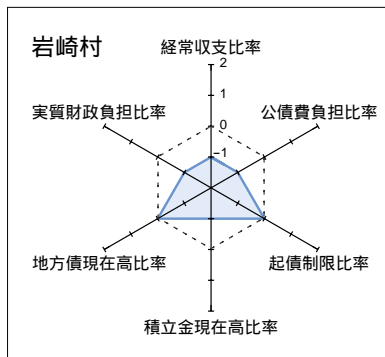 岩崎村
経常収支比率
2
1
0
-1
実質財政負担比率
公債費負担比率
地方債現在高比率
起債制限比率
積立金現在高比率